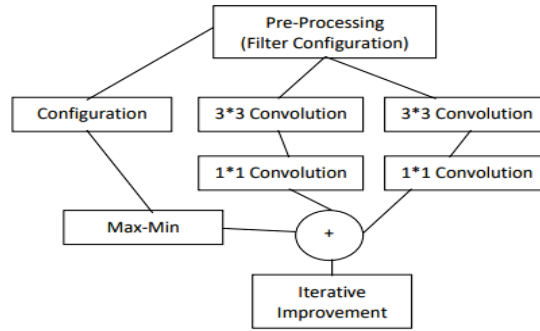 Pre-Processing
(Filter Configuration)
Configuration
3*3 Convolution
3*3 Convolution
1*1 Convolution
1*1 Convolution
Max-Min
+
Iterative
Improvement